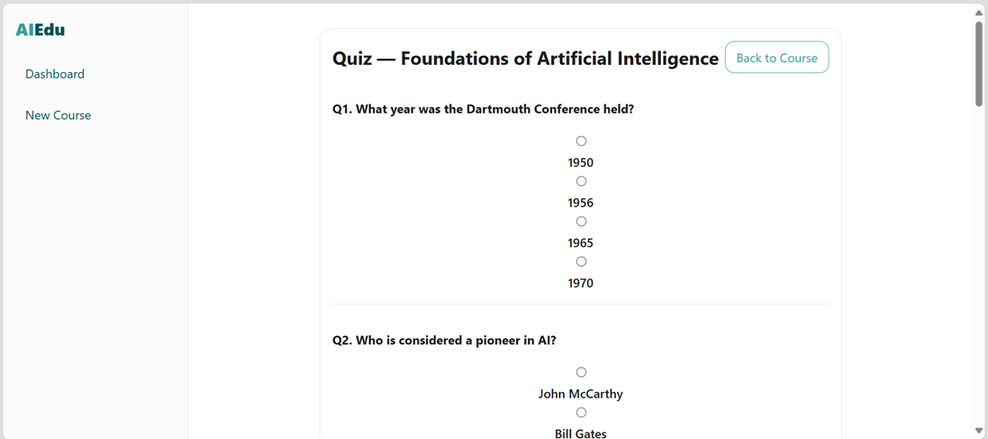 AIEdu
Dashboard
New Course
Quiz — Foundations of Artificial Intelligence
Back to Course
Q1. What year was the Dartmouth Conference held?
1950
1956
1965
1970
Q2. Who is considered a pioneer in AI?
John McCarthy
Bill Gates